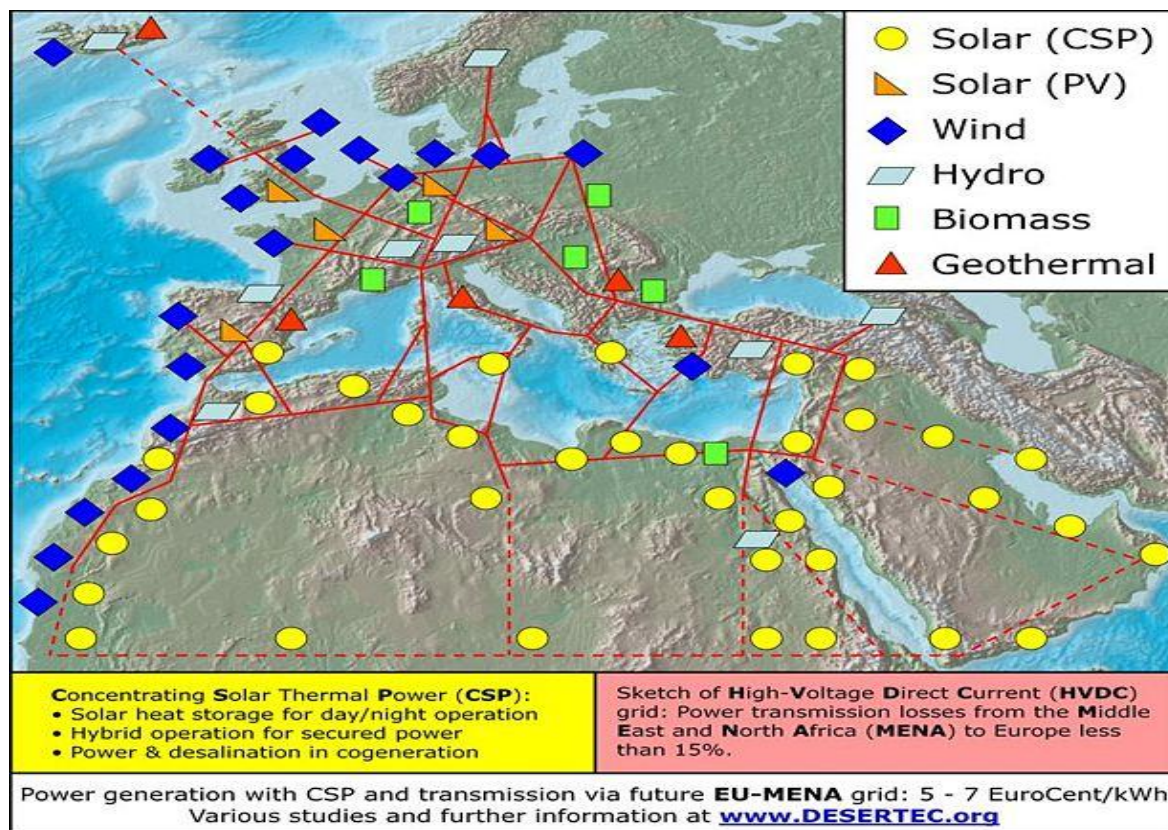 Solar (CSP)
Solar (PV)
Wind
Hydro
Biomass
Geothermal
Concentrating Solar Thermal Power (CSP):
• Solar heat storage for day/night operation
• Hybrid operation for secured power
• Power & desalination in cogeneration
Sketch of High-Voltage Direct Current (HVDC)
grid: Power transmission losses from the Middle
East and North Africa (MENA) to Europe less
than 15%.
Power generation with CSP and transmission via future EU-MENA grid: 5 - 7 EuroCent/kWh
Various studies and further information at www.DESERTEC.org